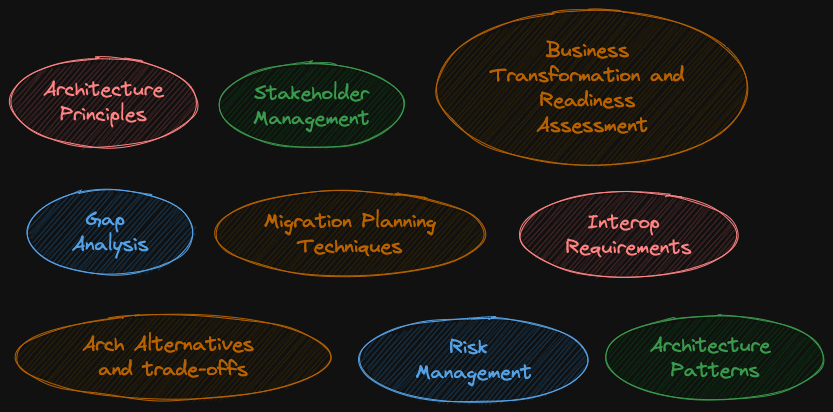 Architecture
Principles
Stakeholder
Management
Business
Transformation and
Readiness
Assessment
Gap
Analysis
Migration Planning
Techniques
Interop
Requirements
Arch Alternatives
and trade-offs
Risk
Management
Architecture
Patterns